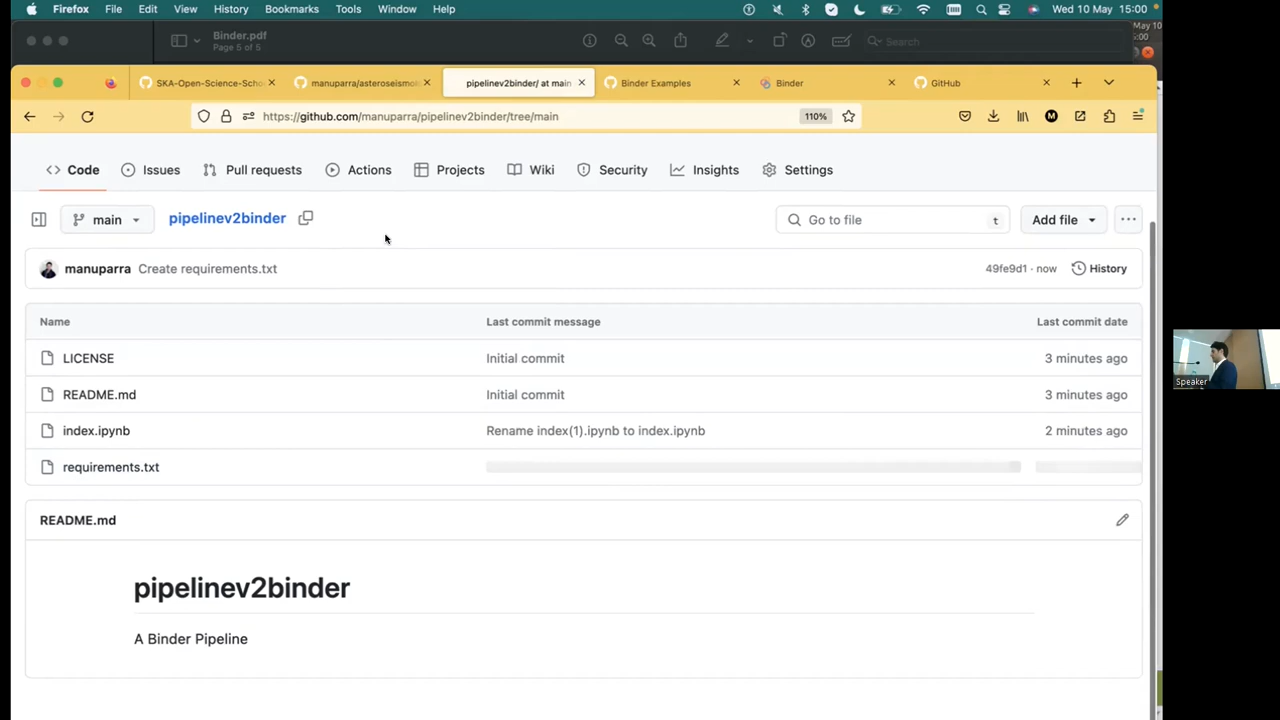 Firefox File Edit View History Bookmarks Tools Window Help Wed 10 May 15:00
May 10
Binder.pdf
Page 5 of 5
Search
SKA-Open-Science-Scho
manuparra/asteroseismol
pipelinev2binder/ at main
Binder Examples
Binder
GitHub
https://github.com/manuparra/pipelinev2binder/tree/main
110%
Code
Issues
Pull requests
Actions
Projects
Wiki
Security
Insights
Settings
main
pipelinev2binder
Go to file
t
Add file
manuparra Create requirements.txt
49fe9d1 · now
History
Name Last commit message Last commit date
LICENSE Initial commit 3 minutes ago
README.md Initial commit 3 minutes ago
index.ipynb Rename index(1).ipynb to index.ipynb 2 minutes ago
requirements.txt
README.md
pipelinev2binder
A Binder Pipeline
Speaker